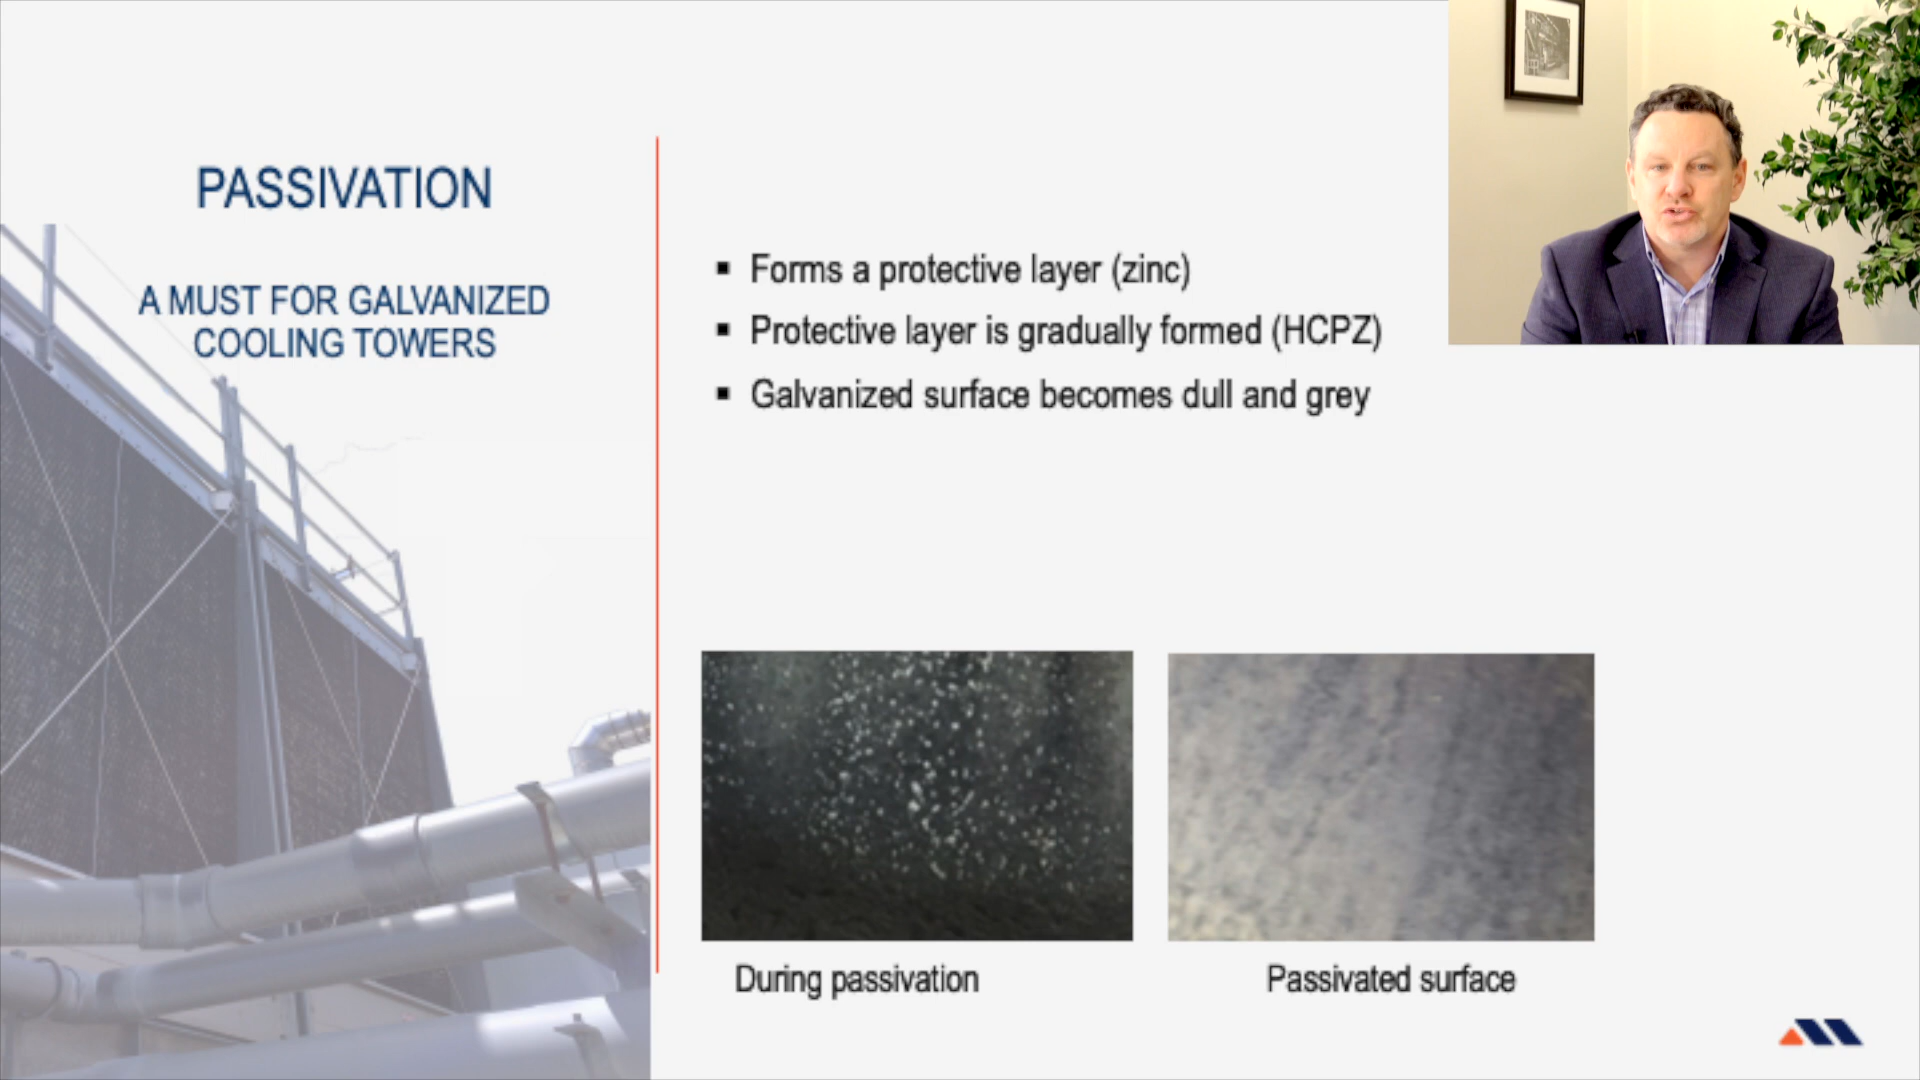 PASSIVATION
A MUST FOR GALVANIZED
COOLING TOWERS
▪ Forms a protective layer (zinc)
▪ Protective layer is gradually formed (HCPZ)
▪ Galvanized surface becomes dull and grey
During passivation
Passivated surface